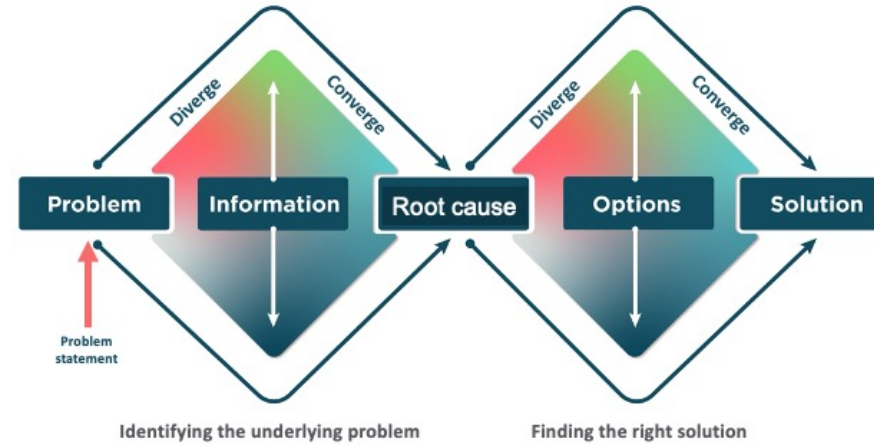 Diverge
Converge
Diverge
Converge
Problem
Information
Root cause
Options
Solution
Problem
statement
Identifying the underlying problem
Finding the right solution